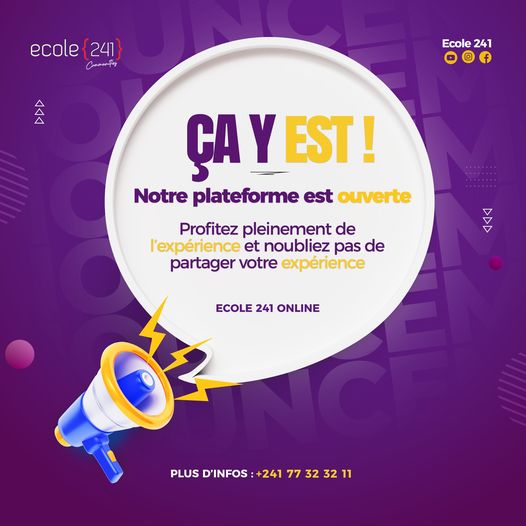 ecole {241}
Communities
Ecole 241
ÇA Y EST !
Notre plateforme est ouverte
Profitez pleinement de
l'expérience et noubliez pas de
partager votre expérience
ECOLE 241 ONLINE
PLUS D'INFOS : +241 77 32 32 11